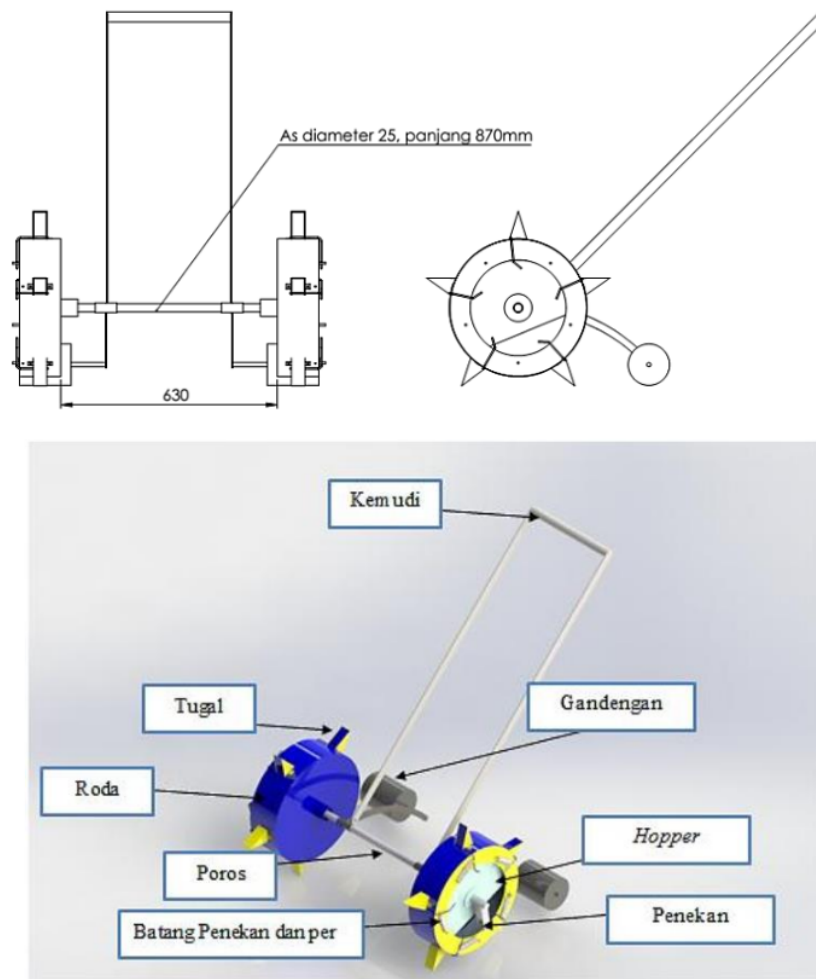 As diameter 25, panjang 870mm
630
Kemudi
Tugal
Gandengan
Roda
Hopper
Poros
Batang Penekan dan per
Penekan